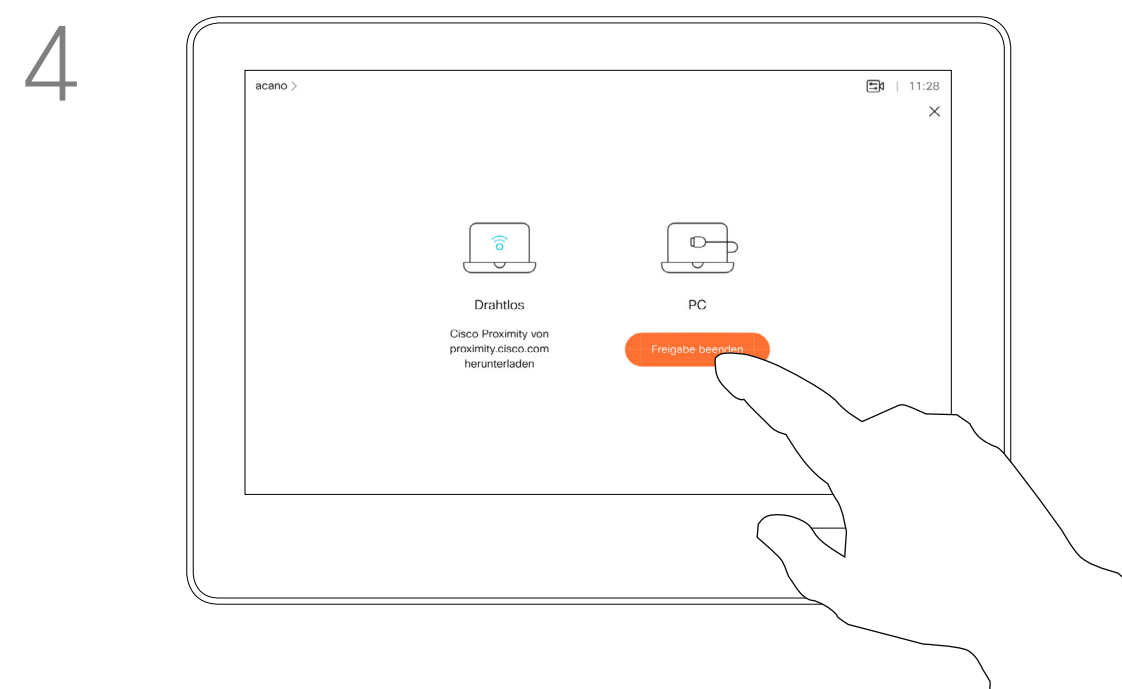 4
acano >
| 11:28
Drahtlos
Cisco Proximity von
proximity.cisco.com
herunterladen
PC
Freigabe beenden